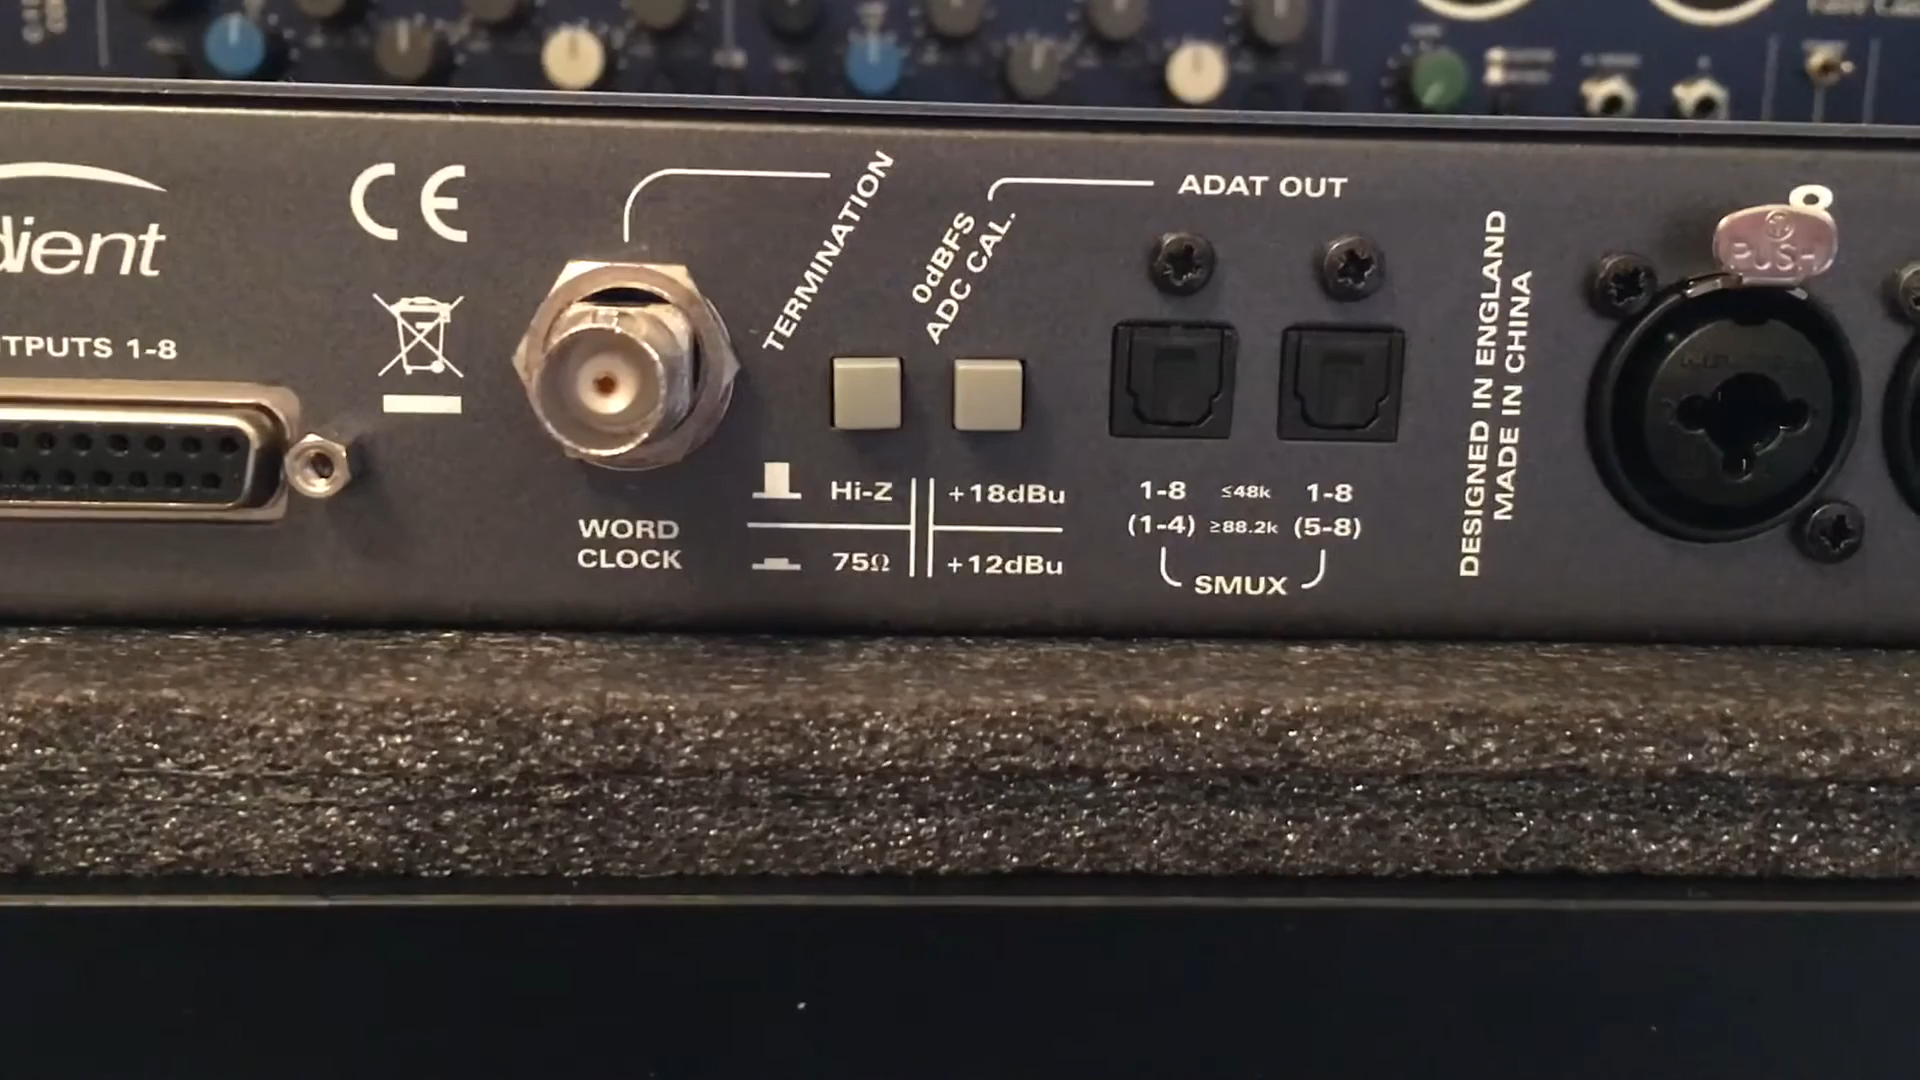 dient
TPUTS 1-8
CE
WORD
CLOCK
TERMINATION
0dBFS
ADC CAL.
Hi-Z
+18dBu
75Ω
+12dBu
ADAT OUT
1-8 ≤48k 1-8
(1-4) ≥88.2k (5-8)
SMUX
DESIGNED IN ENGLAND
MADE IN CHINA
8
PUSH